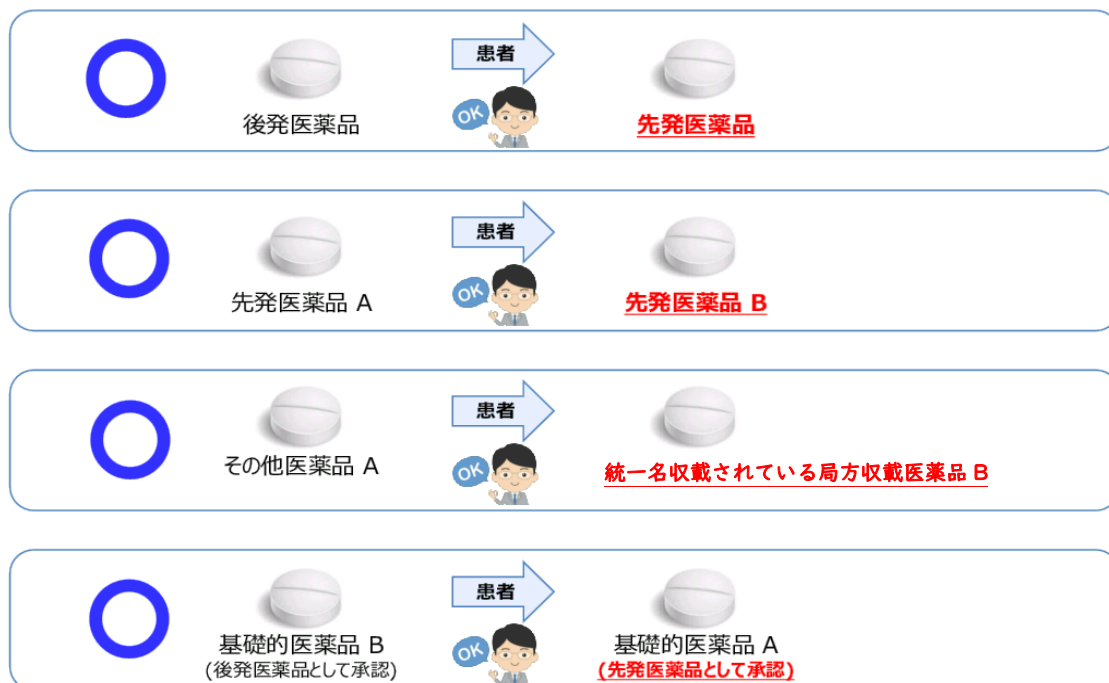 患者
OK
後発医薬品
先発医薬品
患者
OK
先発医薬品 A
先発医薬品 B
患者
OK
その他医薬品 A
統一名収載されている局方収載医薬品 B
患者
OK
基礎的医薬品 B
(後発医薬品として承認)
基礎的医薬品 A
(先発医薬品として承認)